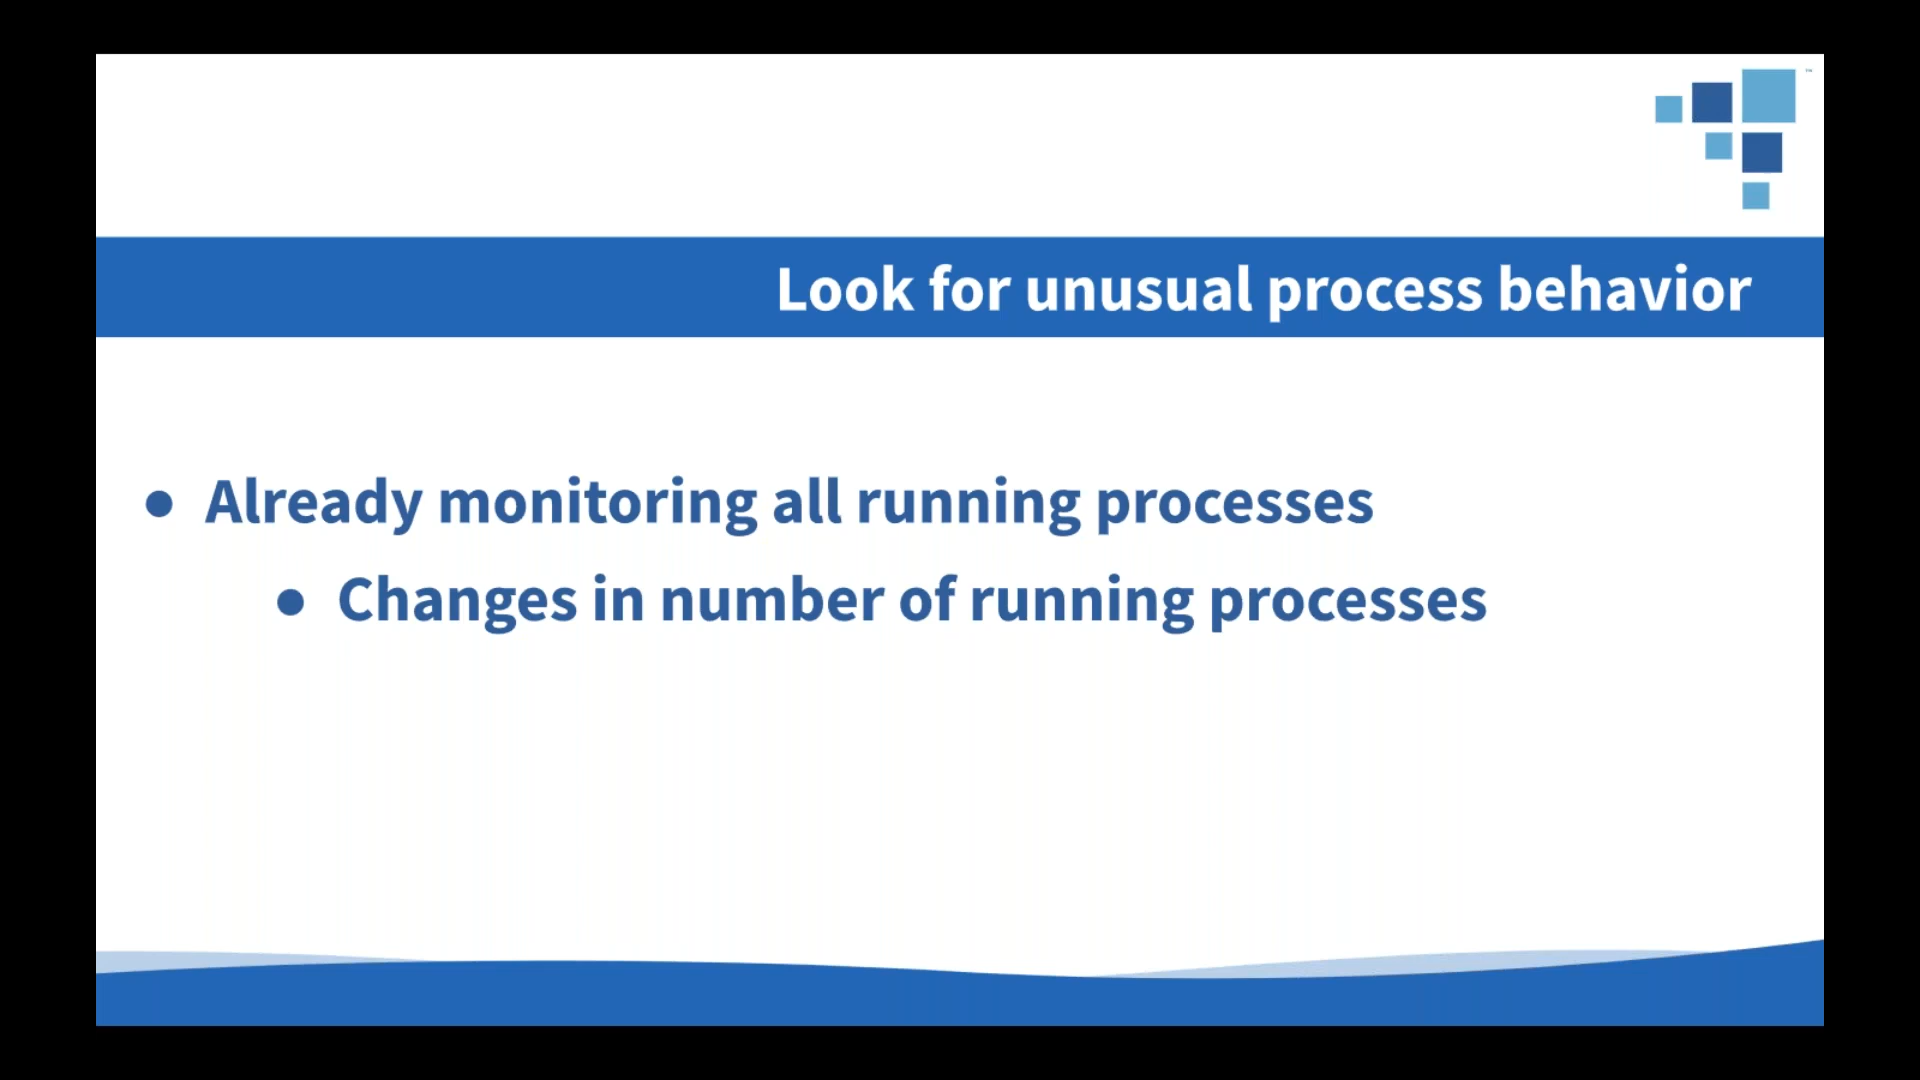 Look for unusual process behavior
● Already monitoring all running processes
● Changes in number of running processes